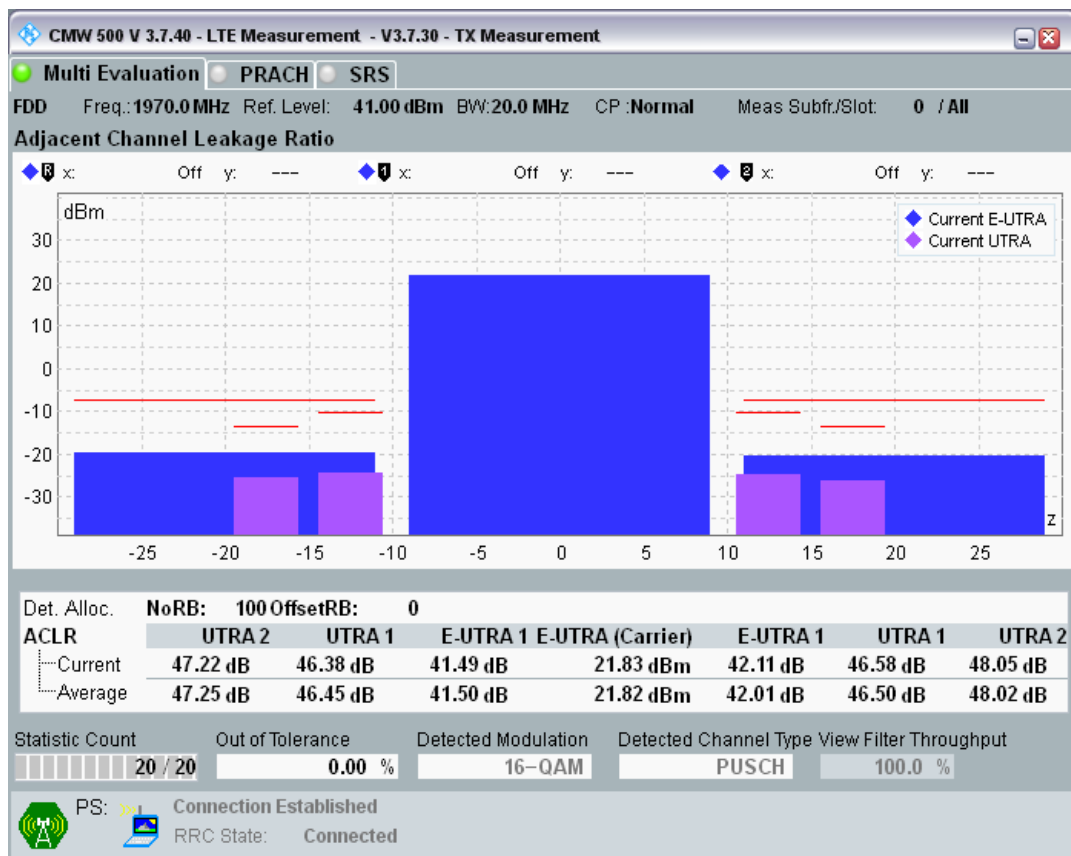 CMW 500 V 3.7.40 - LTE Measurement - V3.7.30 - TX Measurement
Multi Evaluation PRACH SRS
FDD Freq.:1970.0 MHz Ref. Level: 41.00 dBm BW:20.0 MHz CP :Normal Meas Subfr./Slot: 0 / All
Adjacent Channel Leakage Ratio
R x: Off y: --- 1 x: Off y: --- 2 x: Off y: ---
dBm
Current E-UTRA
Current UTRA
30
20
10
0
-10
-20
-30
z
-25 -20 -15 -10 -5 0 5 10 15 20 25
Det. Alloc. NoRB: 100 OffsetRB: 0
ACLR UTRA 2 UTRA 1 E-UTRA 1 E-UTRA (Carrier) E-UTRA 1 UTRA 1 UTRA 2
Current 47.22 dB 46.38 dB 41.49 dB 21.83 dBm 42.11 dB 46.58 dB 48.05 dB
Average 47.25 dB 46.45 dB 41.50 dB 21.82 dBm 42.01 dB 46.50 dB 48.02 dB
Statistic Count Out of Tolerance Detected Modulation Detected Channel Type View Filter Throughput
20 / 20 0.00 % 16-QAM PUSCH 100.0 %
PS: Connection Established
RRC State: Connected